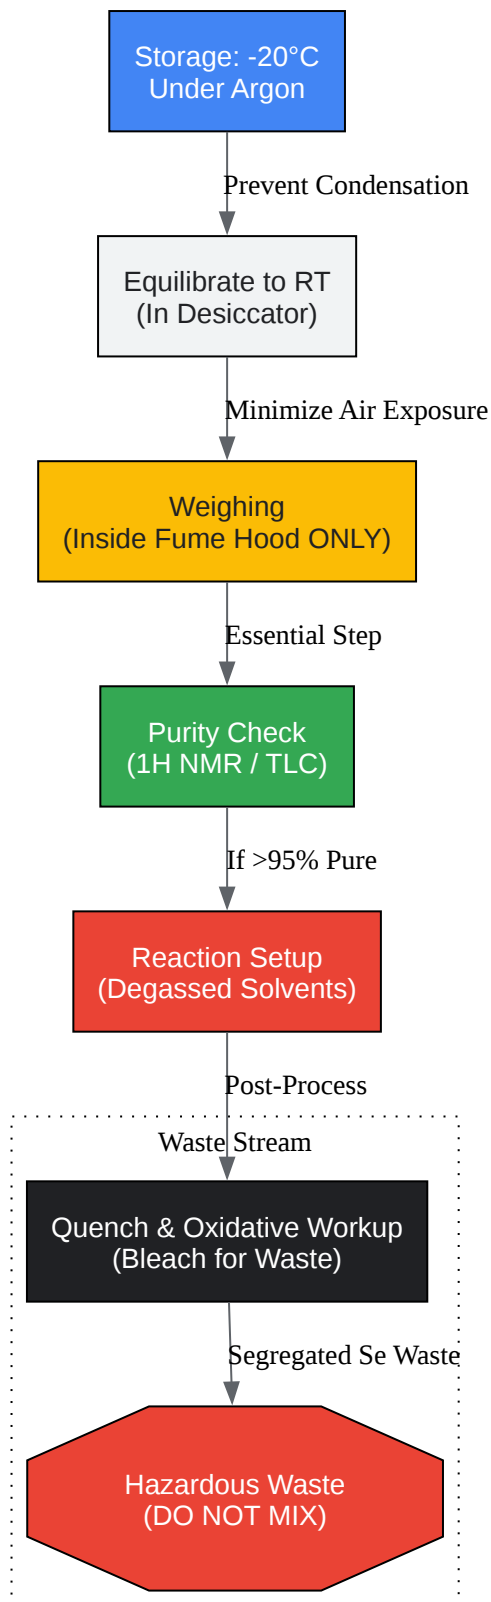 Storage: -20°C
Under Argon
Prevent Condensation
Equilibrate to RT
(In Desiccator)
Minimize Air Exposure
Weighing
(Inside Fume Hood ONLY)
Essential Step
Purity Check
(1H NMR / TLC)
If >95% Pure
Reaction Setup
(Degassed Solvents)
Post-Process
Waste Stream
Quench & Oxidative Workup
(Bleach for Waste)
Segregated Se Waste
Hazardous Waste
(DO NOT MIX)